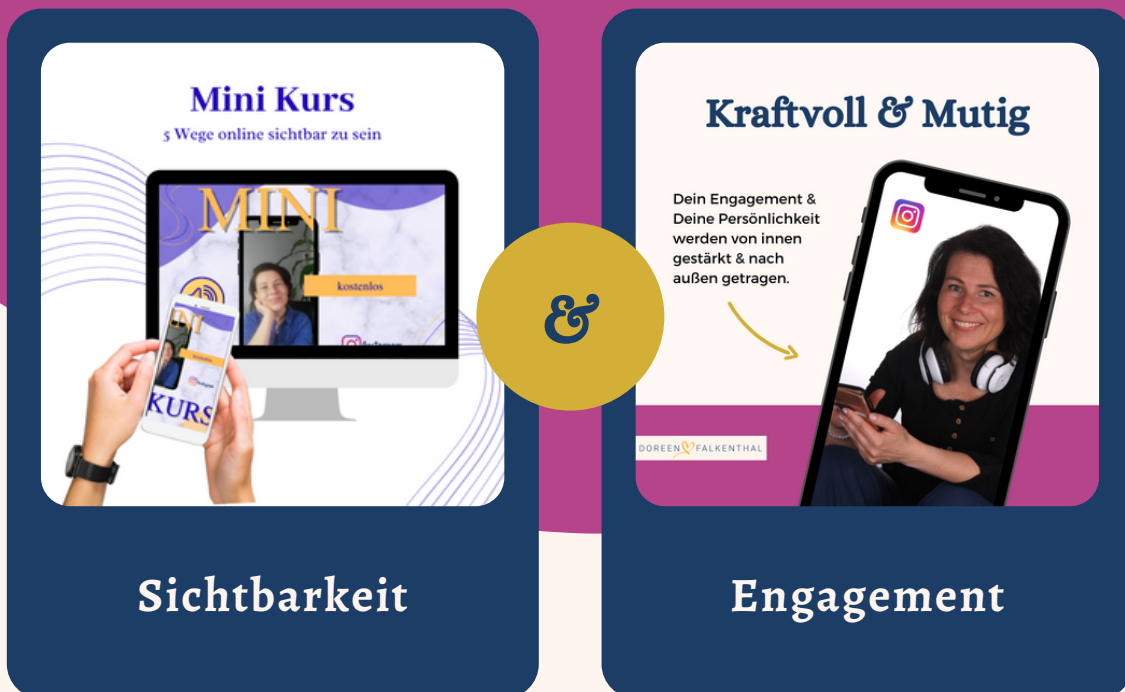 Mini Kurs
5 Wege online sichtbar zu sein
MINI
kostenlos
NI
KURS
Sichtbarkeit
&
Kraftvoll & Mutig
Dein Engagement &
Deine Persönlichkeit
werden von innen
gestärkt & nach
außen getragen.
DOREEN FALKENTHAL
Engagement